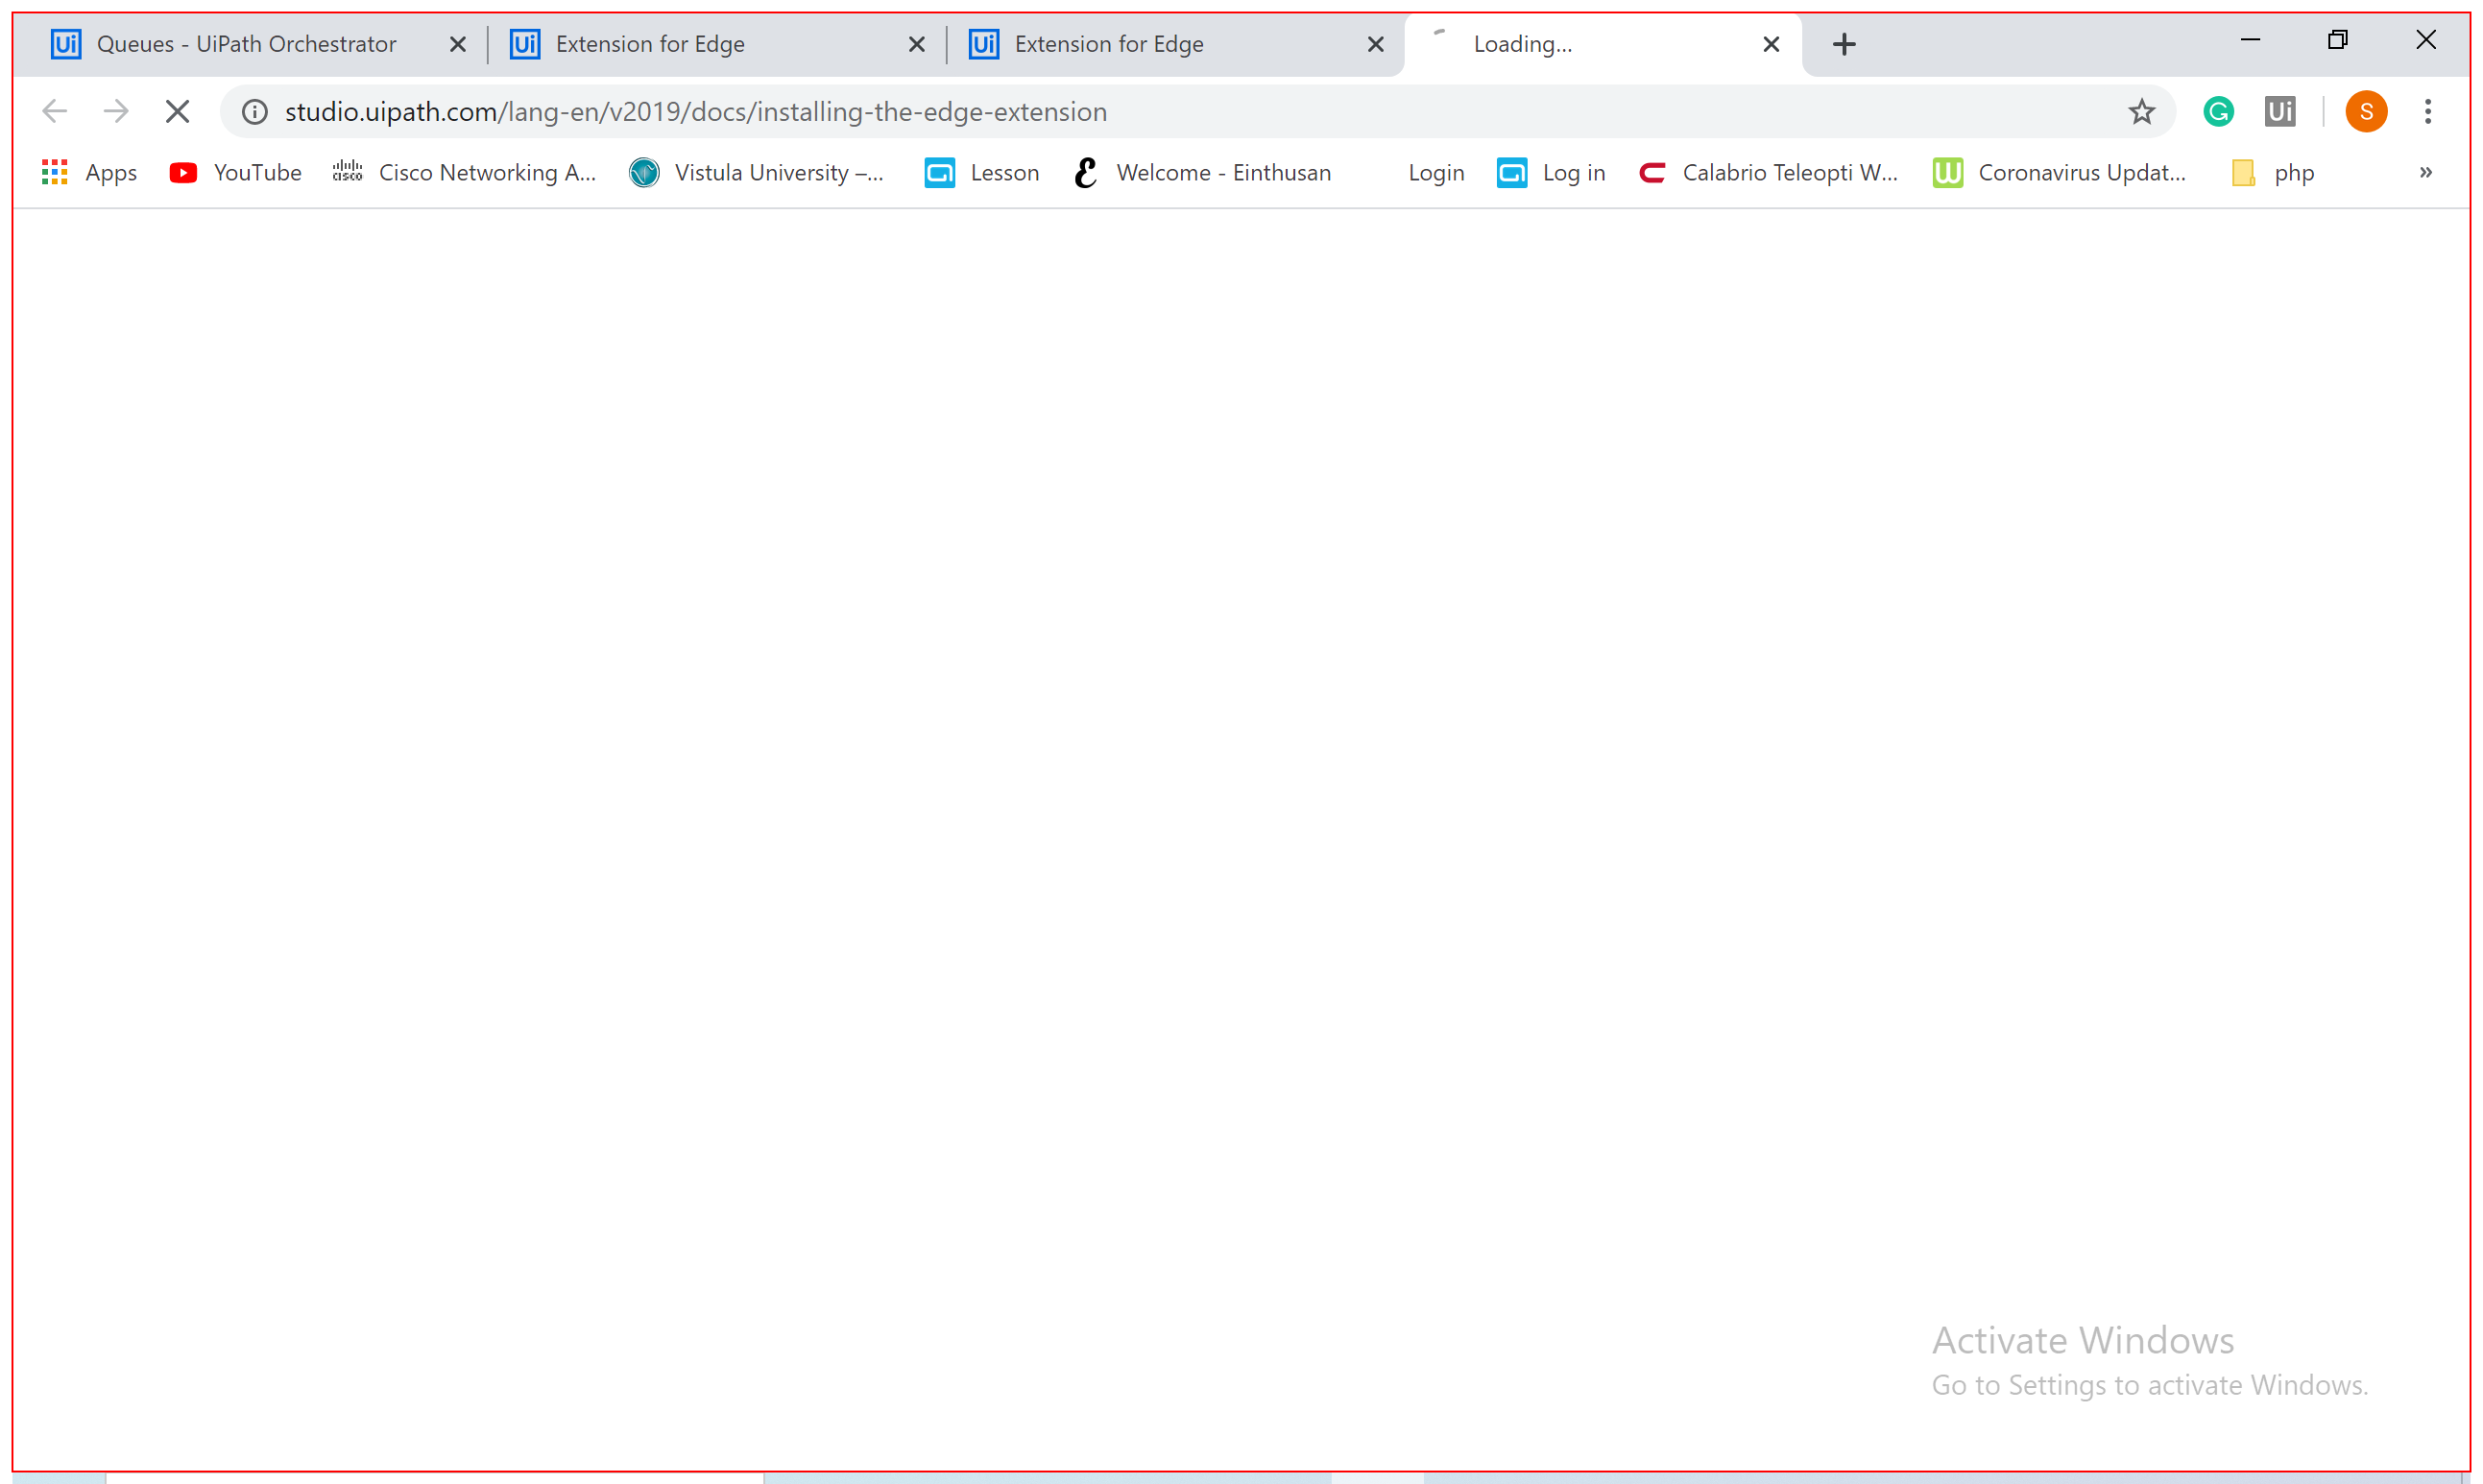 Queues - UiPath Orchestrator
Extension for Edge
Extension for Edge
Loading...
studio.uipath.com/lang-en/v2019/docs/installing-the-edge-extension
Ui
S
Apps
YouTube
cisco
Cisco Networking A...
Vistula University –...
Lesson
Welcome - Einthusan
Login
Log in
Calabrio Teleopti W...
Coronavirus Updat...
php
»
Activate Windows
Go to Settings to activate Windows.